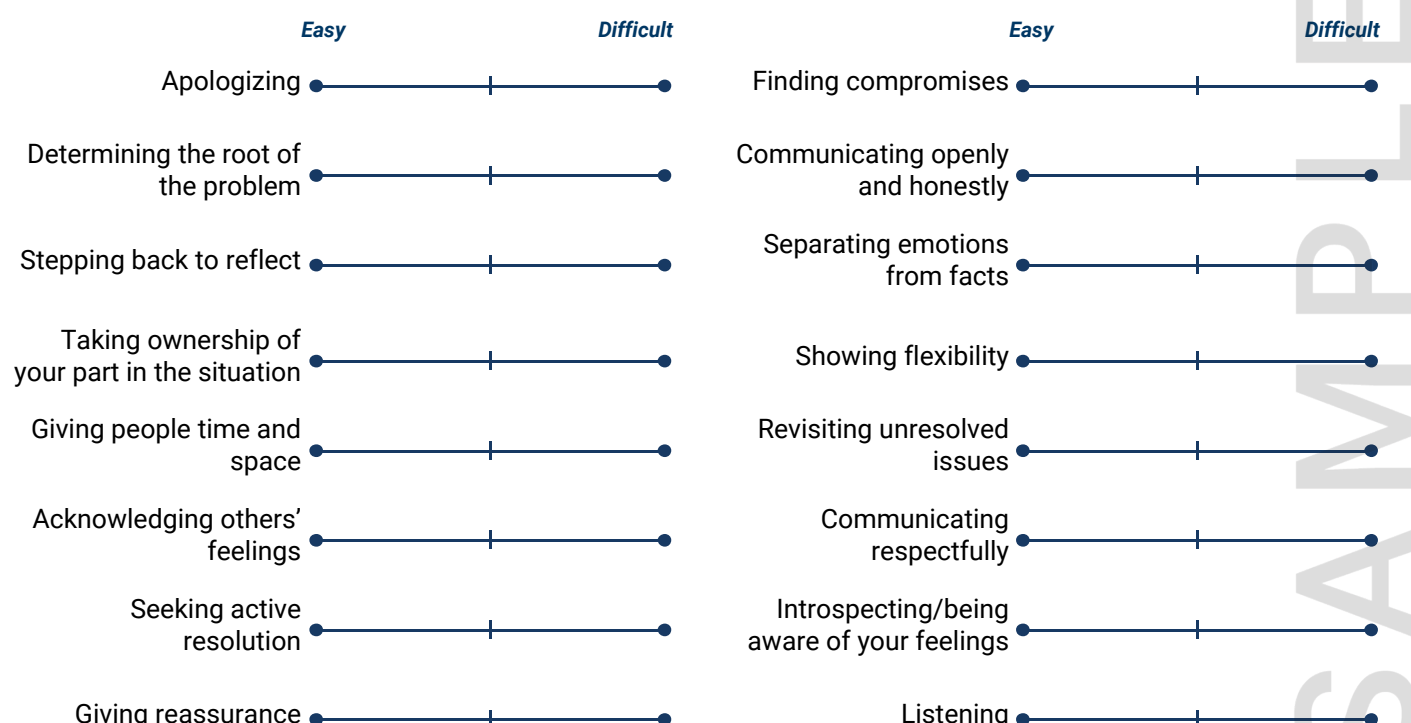 Easy Difficult
Apologizing
Determining the root of
the problem
Stepping back to reflect
Taking ownership of
your part in the situation
Giving people time and
space
Acknowledging others’
feelings
Seeking active
resolution
Giving reassurance
Easy Difficult
Finding compromises
Communicating openly
and honestly
Separating emotions
from facts
Showing flexibility
Revisiting unresolved
issues
Communicating
respectfully
Introspecting/being
aware of your feelings
Listening
SAMPLE